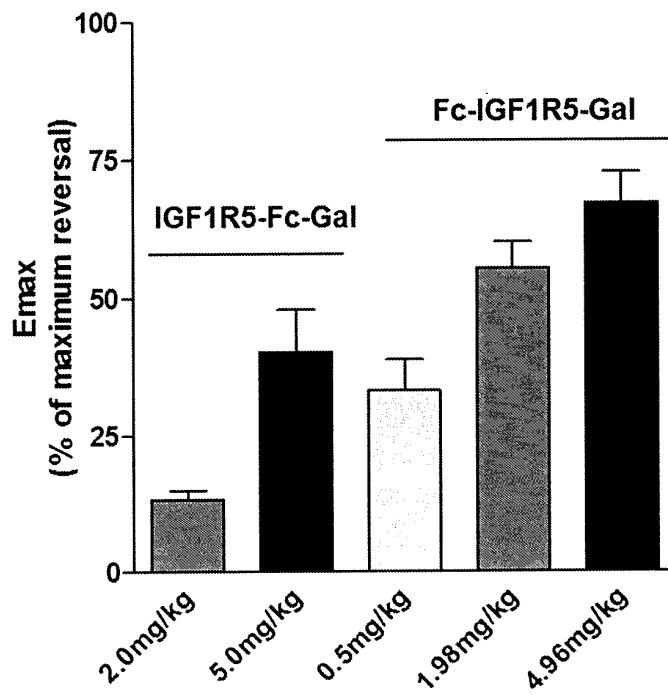 100
75
50
25
0
Emax
(% of maximum reversal)
IGF1R5-Fc-Gal
Fc-IGF1R5-Gal
2.0mg/kg
5.0mg/kg
0.5mg/kg
1.98mg/kg
4.96mg/kg